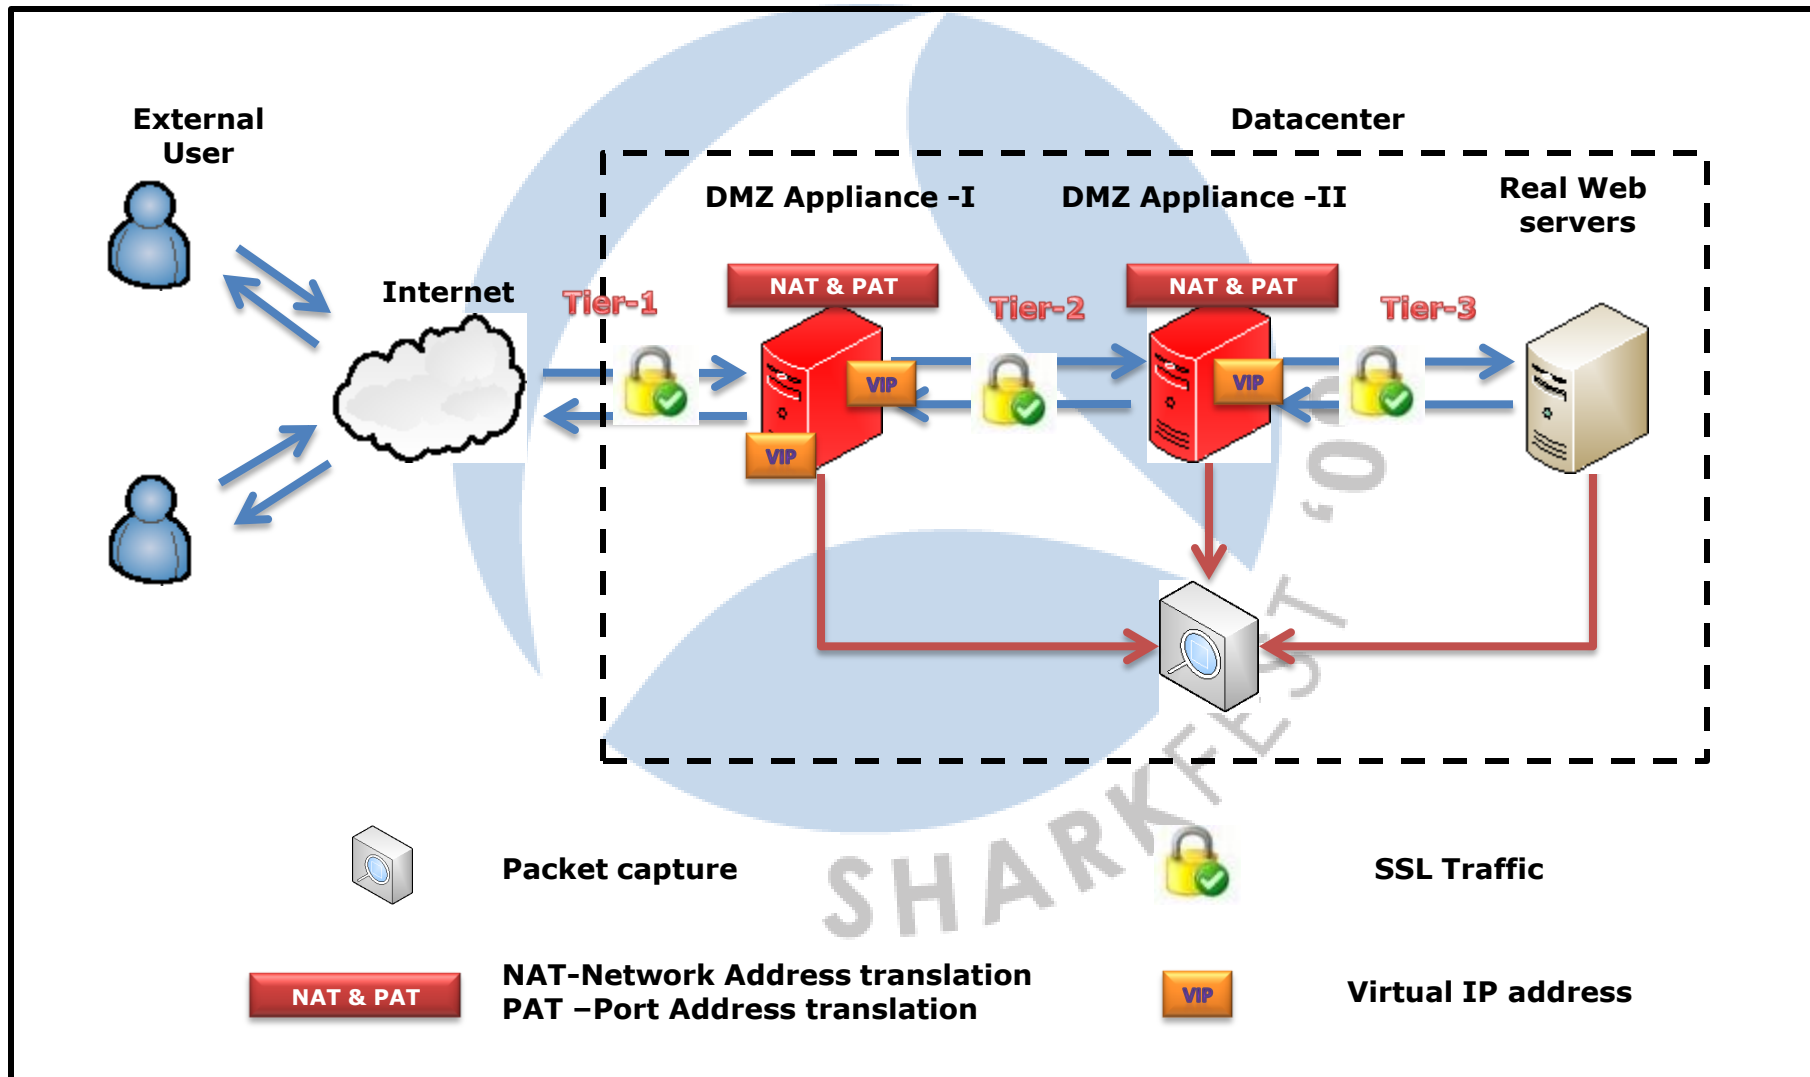 External
User
Datacenter
DMZ Appliance -I
DMZ Appliance -II
Real Web
servers
Internet
Tier-1
NAT & PAT
Tier-2
NAT & PAT
Tier-3
VIP
VIP
VIP
SHARKFEST ‘0
Packet capture
SSL Traffic
NAT & PAT
NAT-Network Address translation
PAT –Port Address translation
VIP
Virtual IP address